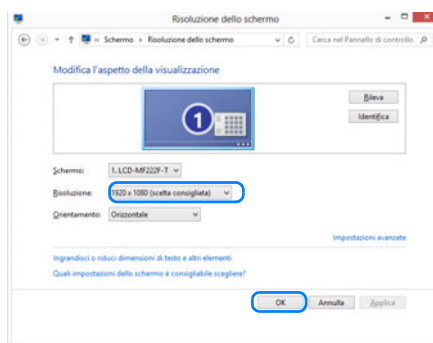 Risoluzione dello schermo
« Schermo › Risoluzione dello schermo
Cerca nel Pannello di controllo
Modifica l'aspetto della visualizzazione
1
Rileva
Identifica
Schermo: 1. LCD-MF222F-T
Risoluzione: 1920 x 1080 (scelta consigliata)
Orientamento: Orizzontale
Impostazioni avanzate
Ingrandisci o riduci dimensioni di testo e altri elementi
Quali impostazioni dello schermo è consigliabile scegliere?
OK Annulla Applica